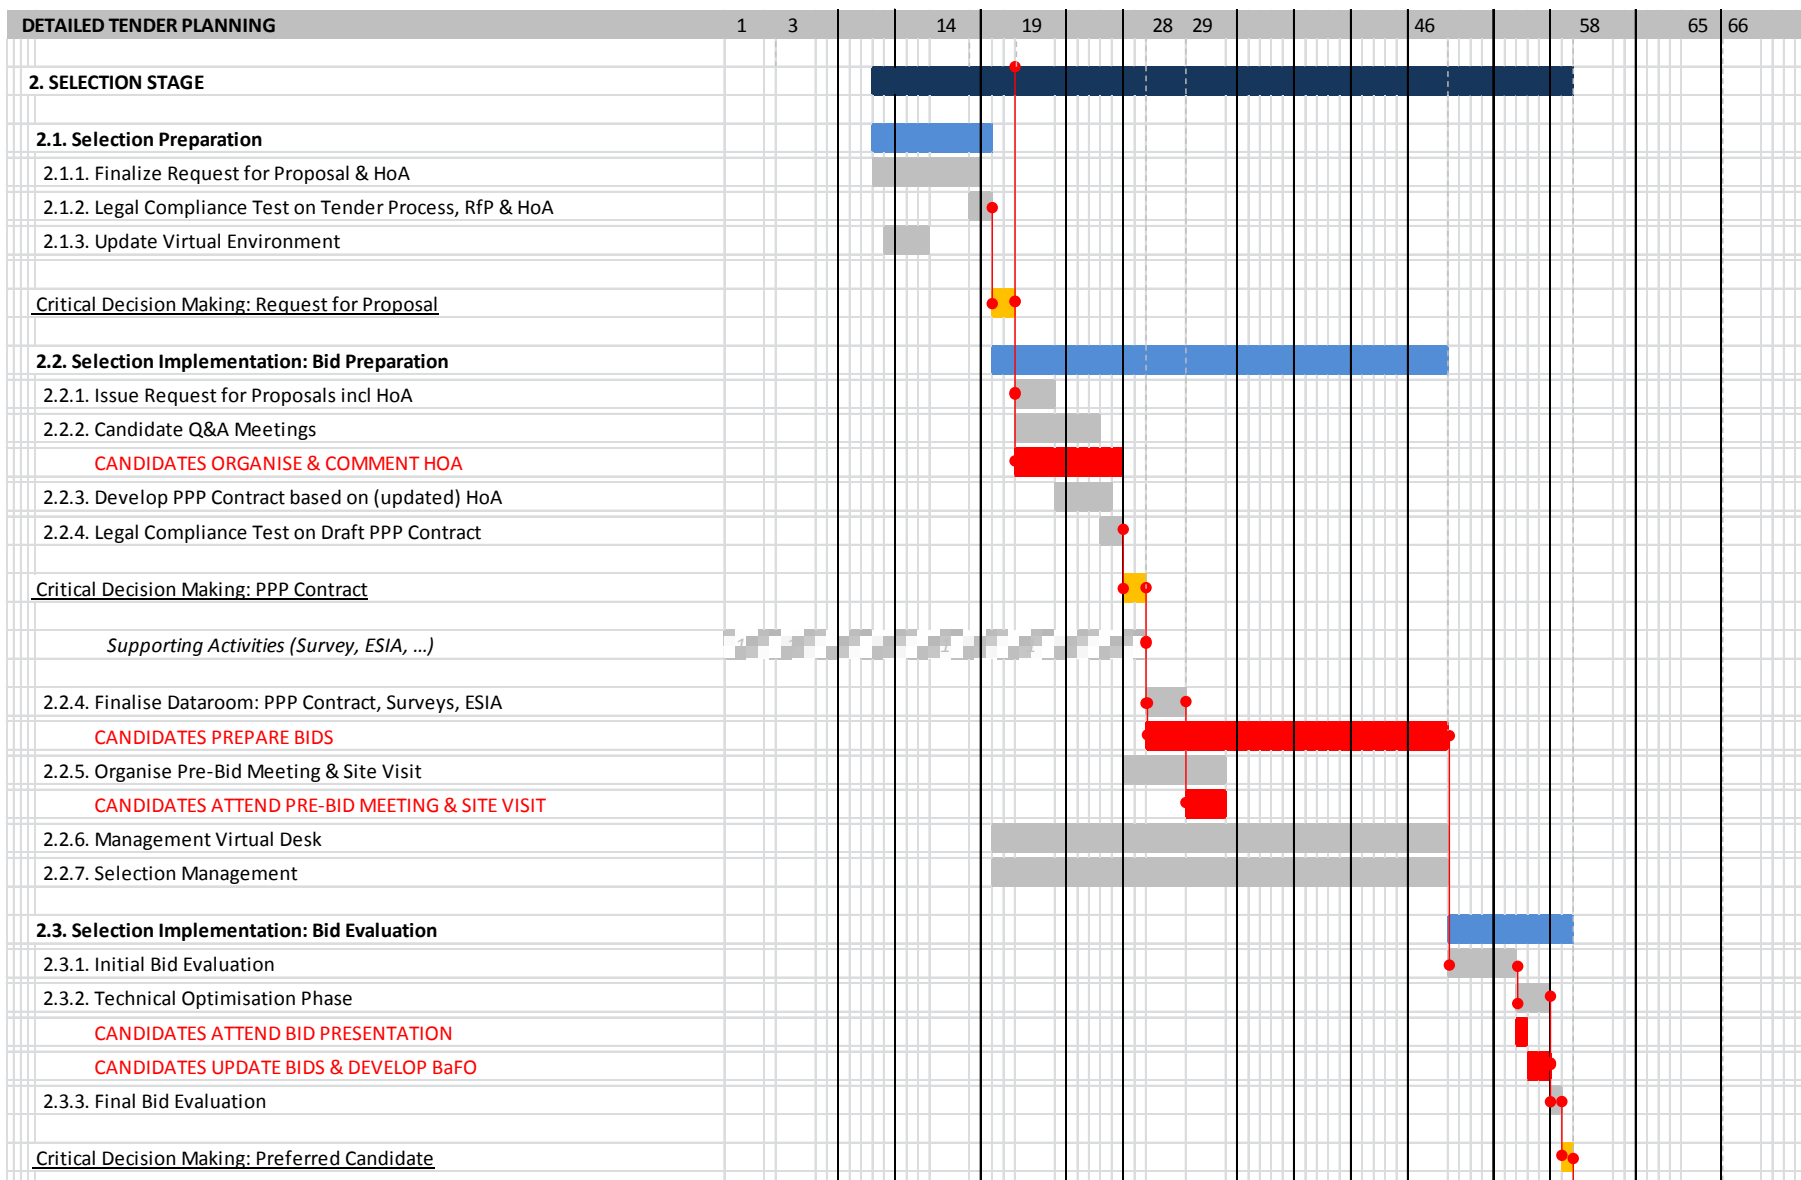 DETAILED TENDER PLANNING 1 3 14 19 28 29 46 58 65 66
2. SELECTION STAGE
2.1. Selection Preparation
2.1.1. Finalize Request for Proposal & HoA
2.1.2. Legal Compliance Test on Tender Process, RfP & HoA
2.1.3. Update Virtual Environment
Critical Decision Making: Request for Proposal
2.2. Selection Implementation: Bid Preparation
2.2.1. Issue Request for Proposals incl HoA
2.2.2. Candidate Q&A Meetings
CANDIDATES ORGANISE & COMMENT HOA
2.2.3. Develop PPP Contract based on (updated) HoA
2.2.4. Legal Compliance Test on Draft PPP Contract
Critical Decision Making: PPP Contract
Supporting Activities (Survey, ESIA, ...)
2.2.4. Finalise Dataroom: PPP Contract, Surveys, ESIA
CANDIDATES PREPARE BIDS
2.2.5. Organise Pre-Bid Meeting & Site Visit
CANDIDATES ATTEND PRE-BID MEETING & SITE VISIT
2.2.6. Management Virtual Desk
2.2.7. Selection Management
2.3. Selection Implementation: Bid Evaluation
2.3.1. Initial Bid Evaluation
2.3.2. Technical Optimisation Phase
CANDIDATES ATTEND BID PRESENTATION
CANDIDATES UPDATE BIDS & DEVELOP BaFO
2.3.3. Final Bid Evaluation
Critical Decision Making: Preferred Candidate